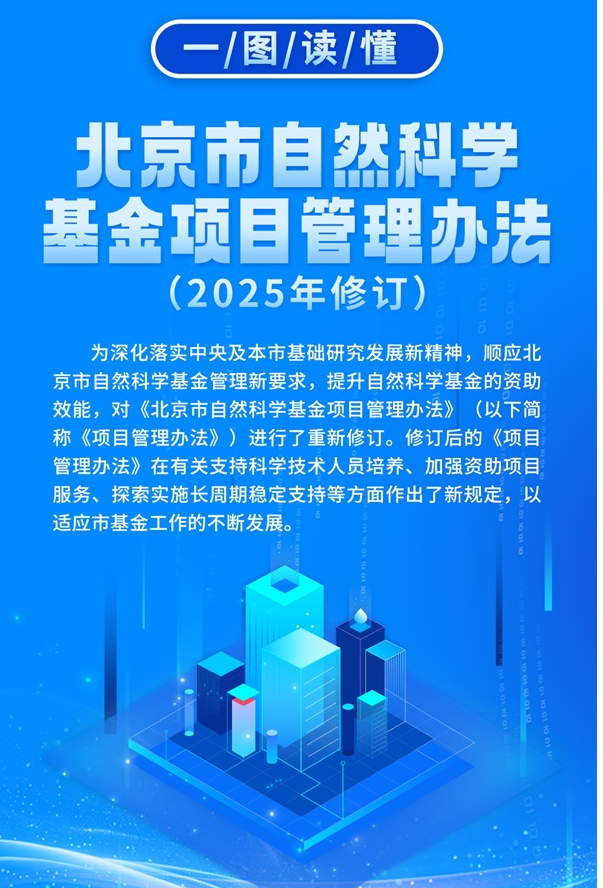 一/图/读/懂
北京市自然科学
基金项目管理办法
（2025年修订）
为深化落实中央及本市基础研究发展新精神，顺应北
京市自然科学基金管理新要求，提升自然科学基金的资助
效能，对《北京市自然科学基金项目管理办法》（以下简
称《项目管理办法》）进行了重新修订。修订后的《项目
管理办法》在有关支持科学技术人员培养、加强资助项目
服务、探索实施长周期稳定支持等方面作出了新规定，以
适应市基金工作的不断发展。